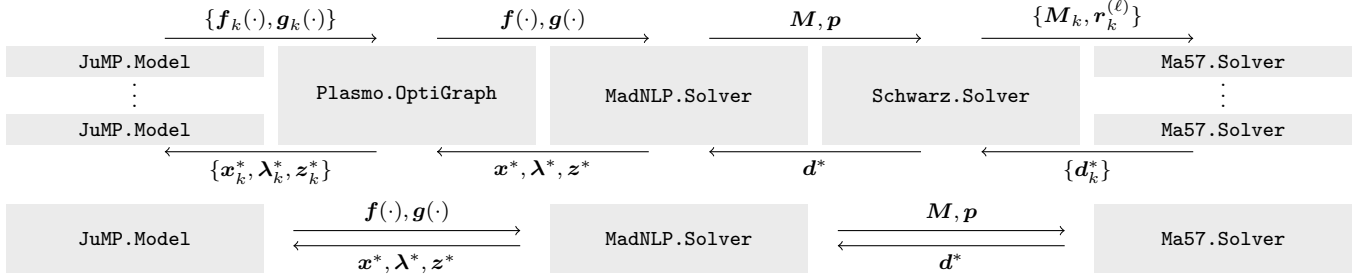 {f_k(·), g_k(·)} f(·), g(·) M, p {M_k, r_k^(ℓ)}
JuMP.Model Ma57.Solver
⋮ Plasmo.OptiGraph MadNLP.Solver Schwarz.Solver ⋮
JuMP.Model Ma57.Solver
{x_k^*, λ_k^*, z_k^*} x^*, λ^*, z^* d^* {d_k^*}
f(·), g(·) M, p
JuMP.Model MadNLP.Solver Ma57.Solver
x^*, λ^*, z^* d^*